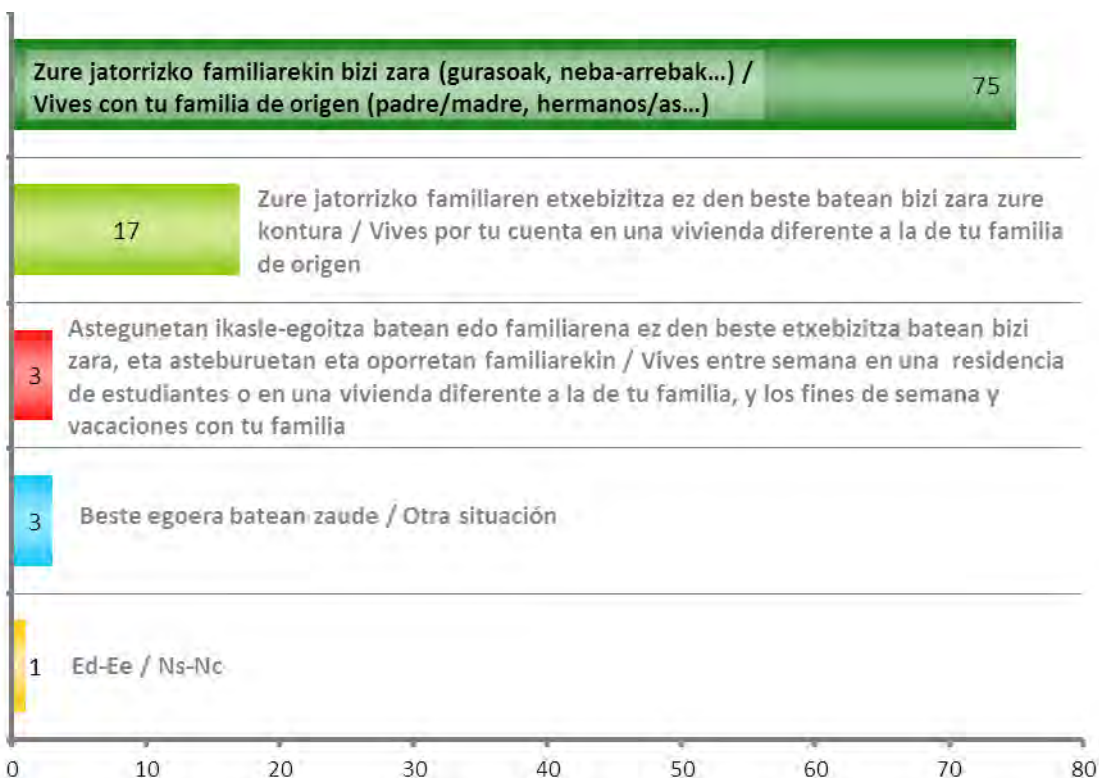 Zure jatorrizko familiarekin bizi zara (gurasoak, neba-arrebak...) /
Vives con tu familia de origen (padre/madre, hermanos/as...)
75
17
Zure jatorrizko familiaren etxebizitza ez den beste batean bizi zara zure
kontura / Vives por tu cuenta en una vivienda diferente a la de tu familia
de origen
3
Astegunetan ikasle-egoitza batean edo familiarena ez den beste etxebizitza batean bizi
zara, eta asteburuetan eta oporretan familiarekin / Vives entre semana en una residencia
de estudiantes o en una vivienda diferente a la de tu familia, y los fines de semana y
vacaciones con tu familia
3
Beste egoera batean zaude / Otra situación
1
Ed-Ee / Ns-Nc
0 10 20 30 40 50 60 70 80